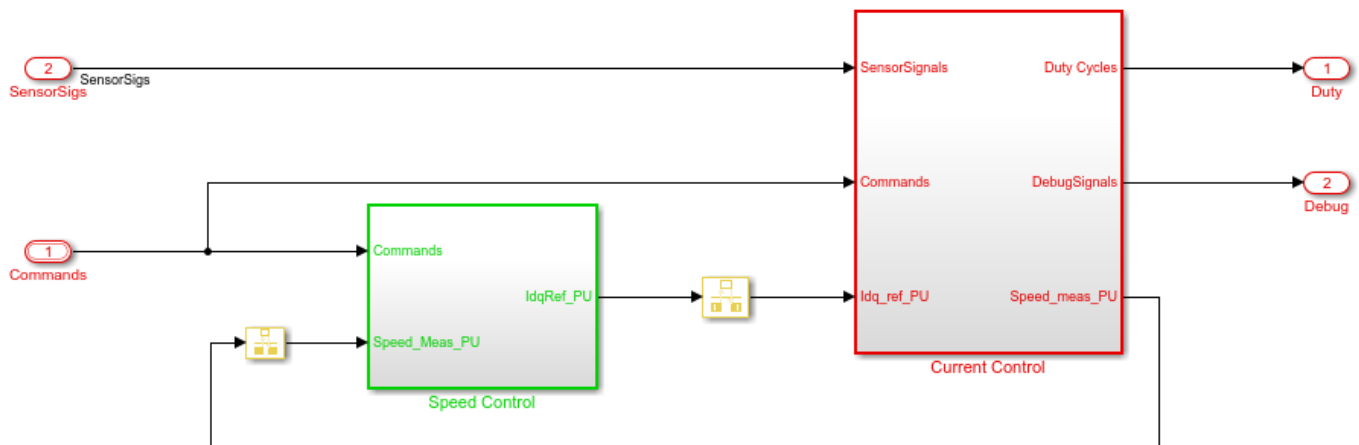 2
SensorSigs
SensorSigs
SensorSignals
Duty Cycles
1
Duty
Commands
DebugSignals
2
Debug
1
Commands
Commands
IdqRef_PU
Idq_ref_PU
Speed_meas_PU
Speed_Meas_PU
Current Control
Speed Control